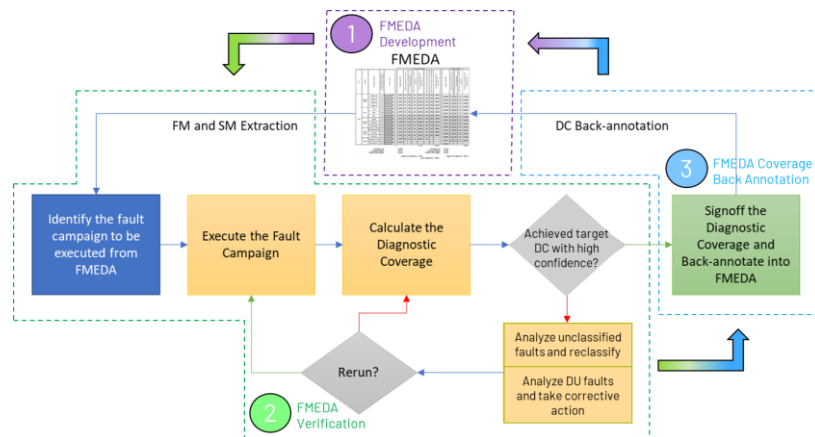 1
FMEDA
Development
FMEDA
FM and SM Extraction
DC Back-annotation
3
FMEDA Coverage
Back Annotation
Identify the fault
campaign to be
executed from
FMEDA
Execute the Fault
Campaign
Calculate the
Diagnostic
Coverage
Achieved target
DC with high
confidence?
Signoff the
Diagnostic
Coverage and
Back-annotate into
FMEDA
Analyze unclassified
faults and reclassify
Analyze DU faults
and take corrective
action
Rerun?
2
FMEDA
Verification